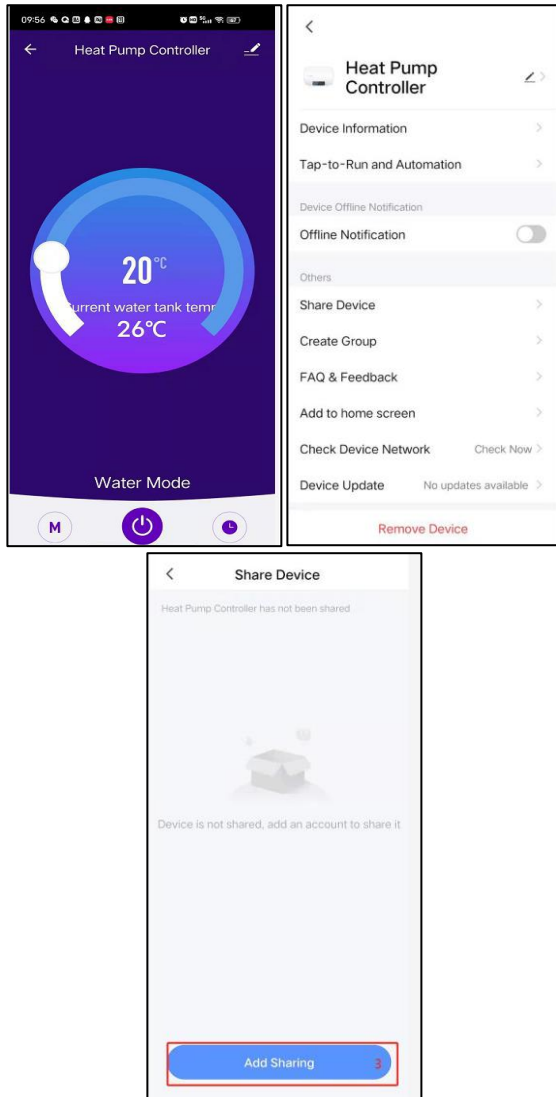 09:56
Heat Pump Controller
20°C
urrent water tank temp
26℃
Water Mode
M
Heat Pump
Controller
Device Information
Tap-to-Run and Automation
Device Offline Notification
Offline Notification
Others
Share Device
Create Group
FAQ & Feedback
Add to home screen
Check Device Network Check Now
Device Update No updates available
Remove Device
Share Device
Heat Pump Controller has not been shared
Device is not shared, add an account to share it
Add Sharing 3